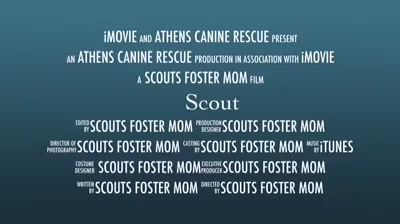 iMOVIE AND ATHENS CANINE RESCUE PRESENT
AN ATHENS CANINE RESCUE PRODUCTION IN ASSOCIATION WITH iMOVIE
A SCOUTS FOSTER MOM FILM
Scout
EDITED BY SCOUTS FOSTER MOM PRODUCTION DESIGNER SCOUTS FOSTER MOM
DIRECTOR OF PHOTOGRAPHY SCOUTS FOSTER MOM CASTING BY SCOUTS FOSTER MOM MUSIC BY iTUNES
COSTUME DESIGNER SCOUTS FOSTER MOM EXECUTIVE PRODUCER SCOUTS FOSTER MOM
WRITTEN BY SCOUTS FOSTER MOM DIRECTED BY SCOUTS FOSTER MOM